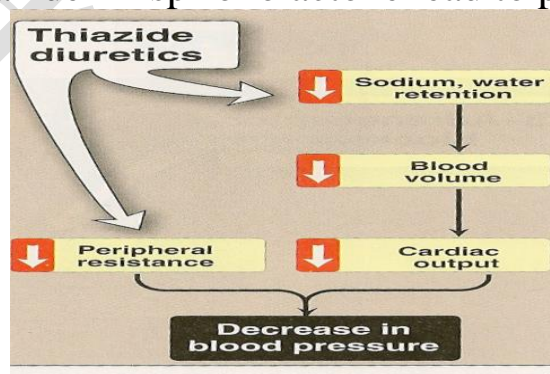 Thiazide
diuretics
Sodium, water
retention
Blood
volume
Peripheral
resistance
Cardiac
output
Decrease in
blood pressure